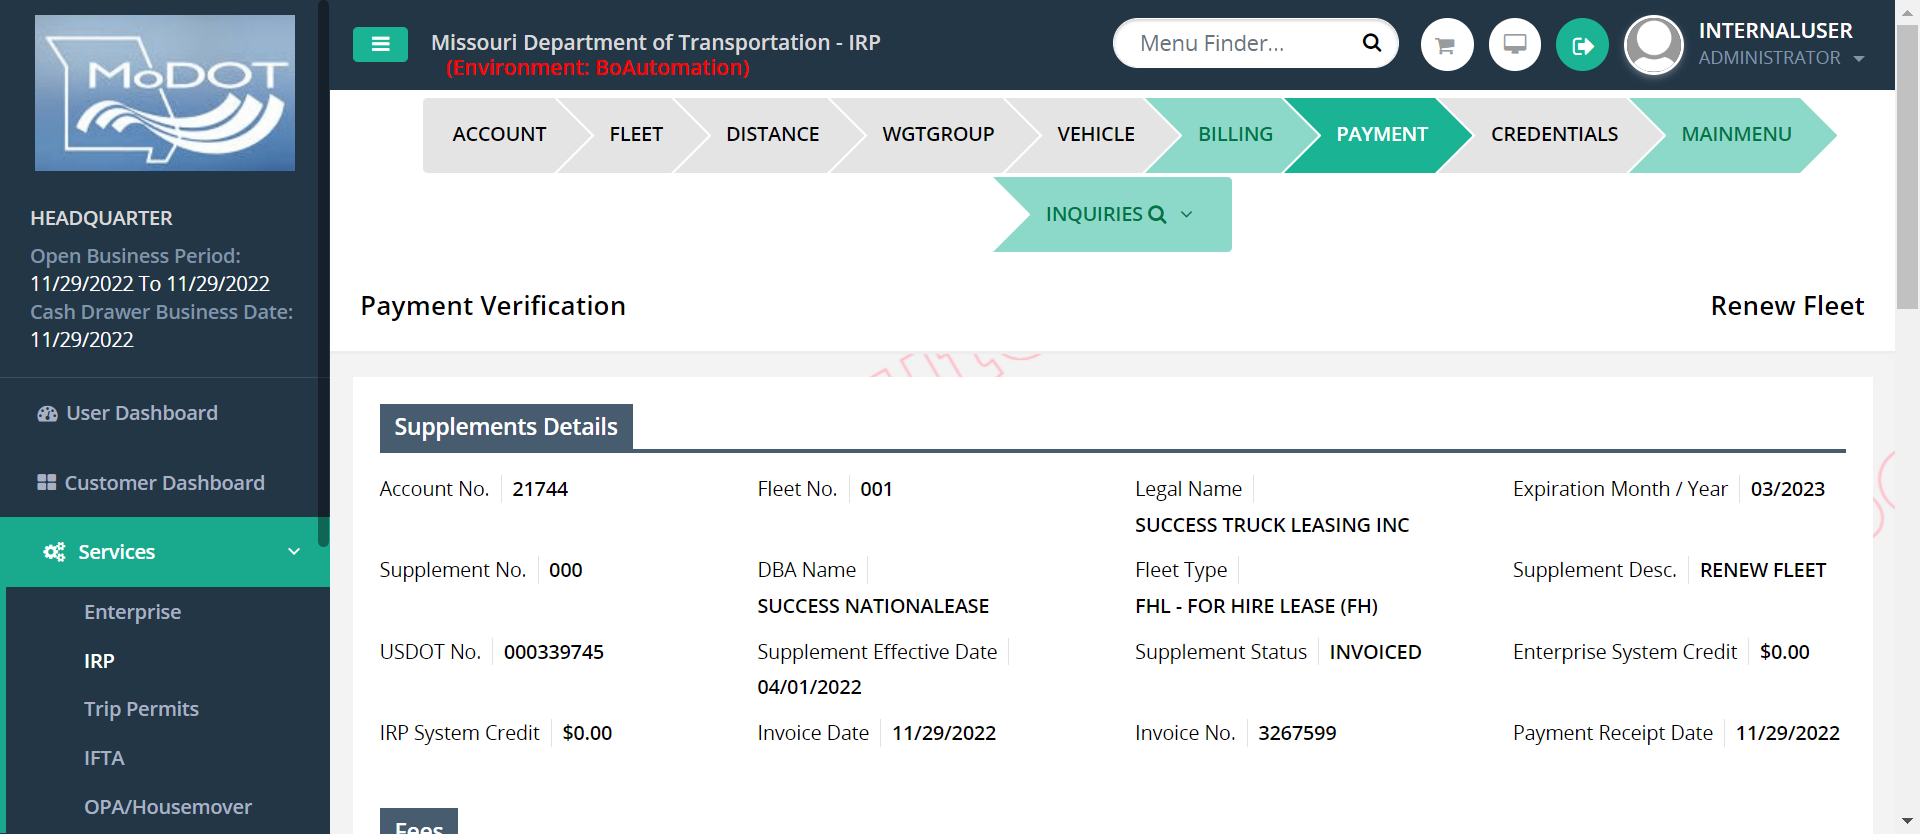 MoDOT
HEADQUARTER
Open Business Period:
11/29/2022 To 11/29/2022
Cash Drawer Business Date:
11/29/2022
User Dashboard
Customer Dashboard
Services
Enterprise
IRP
Trip Permits
IFTA
OPA/Housemover
Missouri Department of Transportation - IRP
(Environment: BoAutomation)
Menu Finder...
INTERNALUSER
ADMINISTRATOR
ACCOUNT FLEET DISTANCE WGTGROUP VEHICLE BILLING PAYMENT CREDENTIALS MAINMENU
INQUIRIES
Payment Verification Renew Fleet
Supplements Details
Account No. 21744 Fleet No. 001 Legal Name Expiration Month / Year 03/2023
SUCCESS TRUCK LEASING INC
Supplement No. 000 DBA Name Fleet Type Supplement Desc. RENEW FLEET
SUCCESS NATIONALEASE FHL - FOR HIRE LEASE (FH)
USDOT No. 000339745 Supplement Effective Date Supplement Status INVOICED Enterprise System Credit $0.00
04/01/2022
IRP System Credit $0.00 Invoice Date 11/29/2022 Invoice No. 3267599 Payment Receipt Date 11/29/2022
Fees